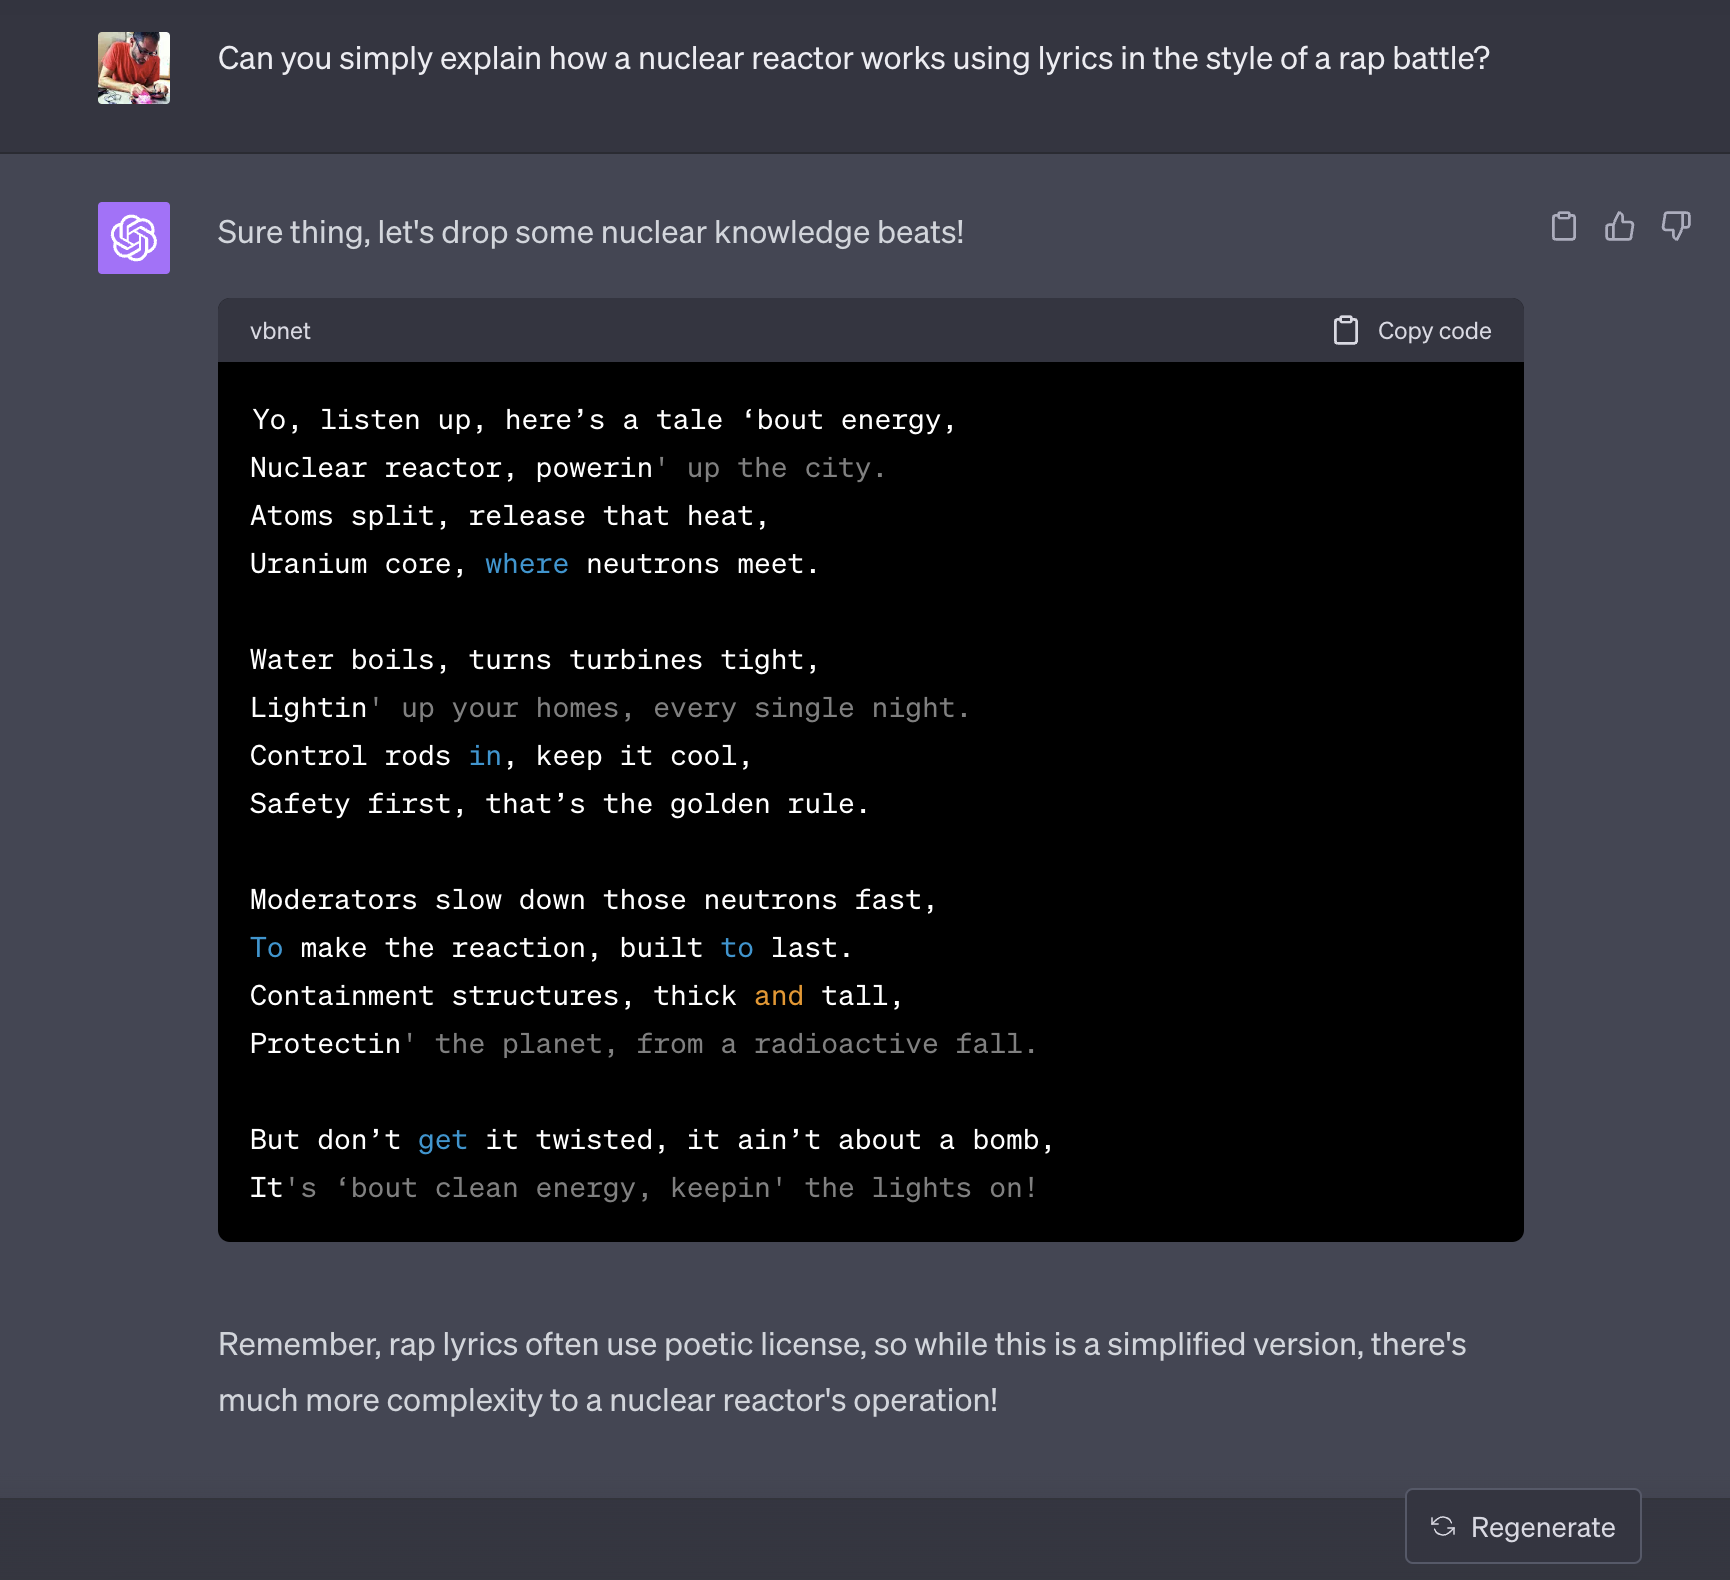 Can you simply explain how a nuclear reactor works using lyrics in the style of a rap battle?
Sure thing, let's drop some nuclear knowledge beats!
vbnet
Copy code
Yo, listen up, here’s a tale ‘bout energy,
Nuclear reactor, powerin' up the city.
Atoms split, release that heat,
Uranium core, where neutrons meet.
Water boils, turns turbines tight,
Lightin' up your homes, every single night.
Control rods in, keep it cool,
Safety first, that’s the golden rule.
Moderators slow down those neutrons fast,
To make the reaction, built to last.
Containment structures, thick and tall,
Protectin' the planet, from a radioactive fall.
But don’t get it twisted, it ain’t about a bomb,
It's ‘bout clean energy, keepin' the lights on!
Remember, rap lyrics often use poetic license, so while this is a simplified version, there's
much more complexity to a nuclear reactor's operation!
Regenerate